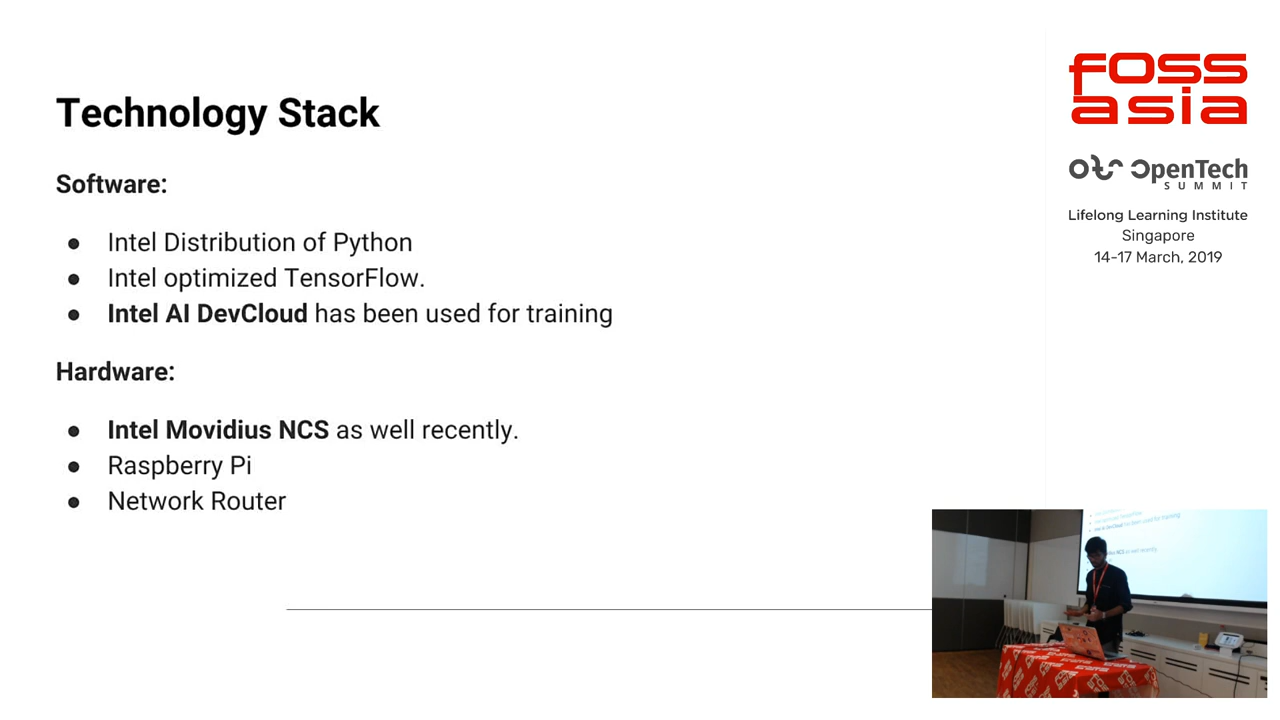 Technology Stack
Software:
● Intel Distribution of Python
● Intel optimized TensorFlow.
● Intel AI DevCloud has been used for training
Hardware:
● Intel Movidius NCS as well recently.
● Raspberry Pi
● Network Router
fOSS
asia
OpenTech
SUMMIT
Lifelong Learning Institute
Singapore
14-17 March, 2019